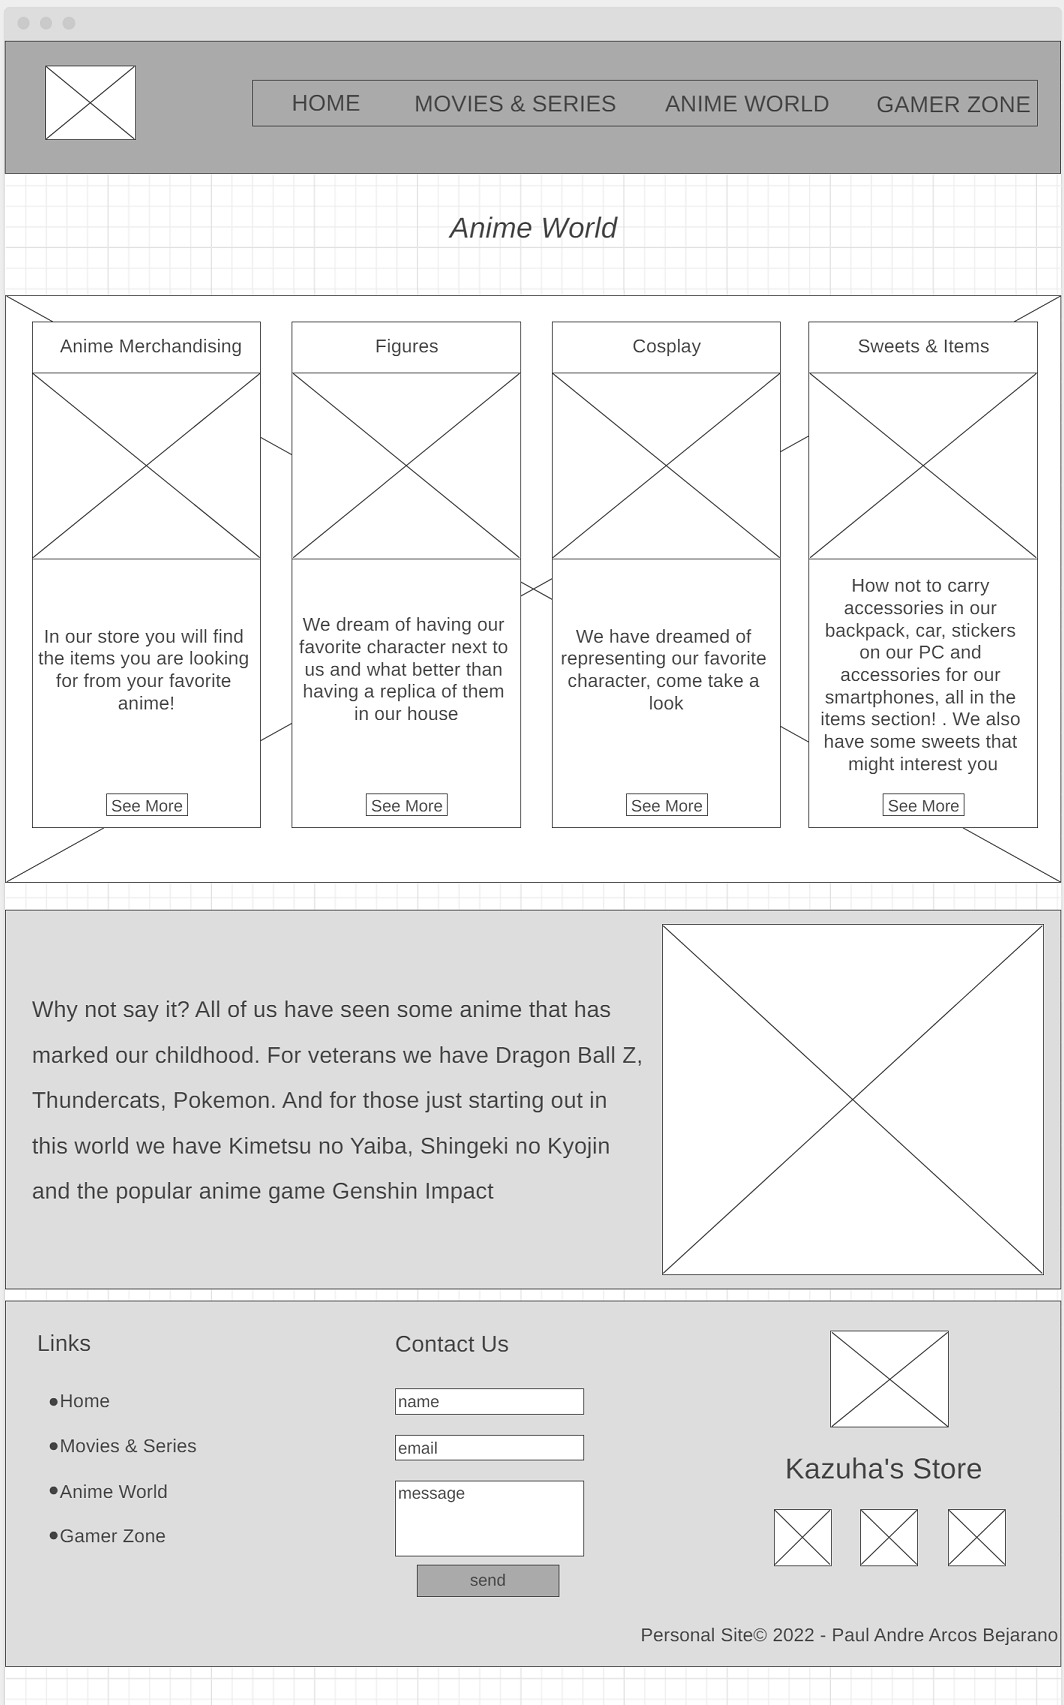 HOME MOVIES & SERIES ANIME WORLD GAMER ZONE
Anime World
Anime Merchandising
In our store you will find
the items you are looking
for from your favorite
anime!
See More
Figures
We dream of having our
favorite character next to
us and what better than
having a replica of them
in our house
See More
Cosplay
We have dreamed of
representing our favorite
character, come take a
look
See More
Sweets & Items
How not to carry
accessories in our
backpack, car, stickers
on our PC and
accessories for our
smartphones, all in the
items section! . We also
have some sweets that
might interest you
See More
Why not say it? All of us have seen some anime that has
marked our childhood. For veterans we have Dragon Ball Z,
Thundercats, Pokemon. And for those just starting out in
this world we have Kimetsu no Yaiba, Shingeki no Kyojin
and the popular anime game Genshin Impact
Links
●Home
●Movies & Series
●Anime World
●Gamer Zone
Contact Us
name
email
message
send
Kazuha's Store
Personal Site© 2022 - Paul Andre Arcos Bejarano